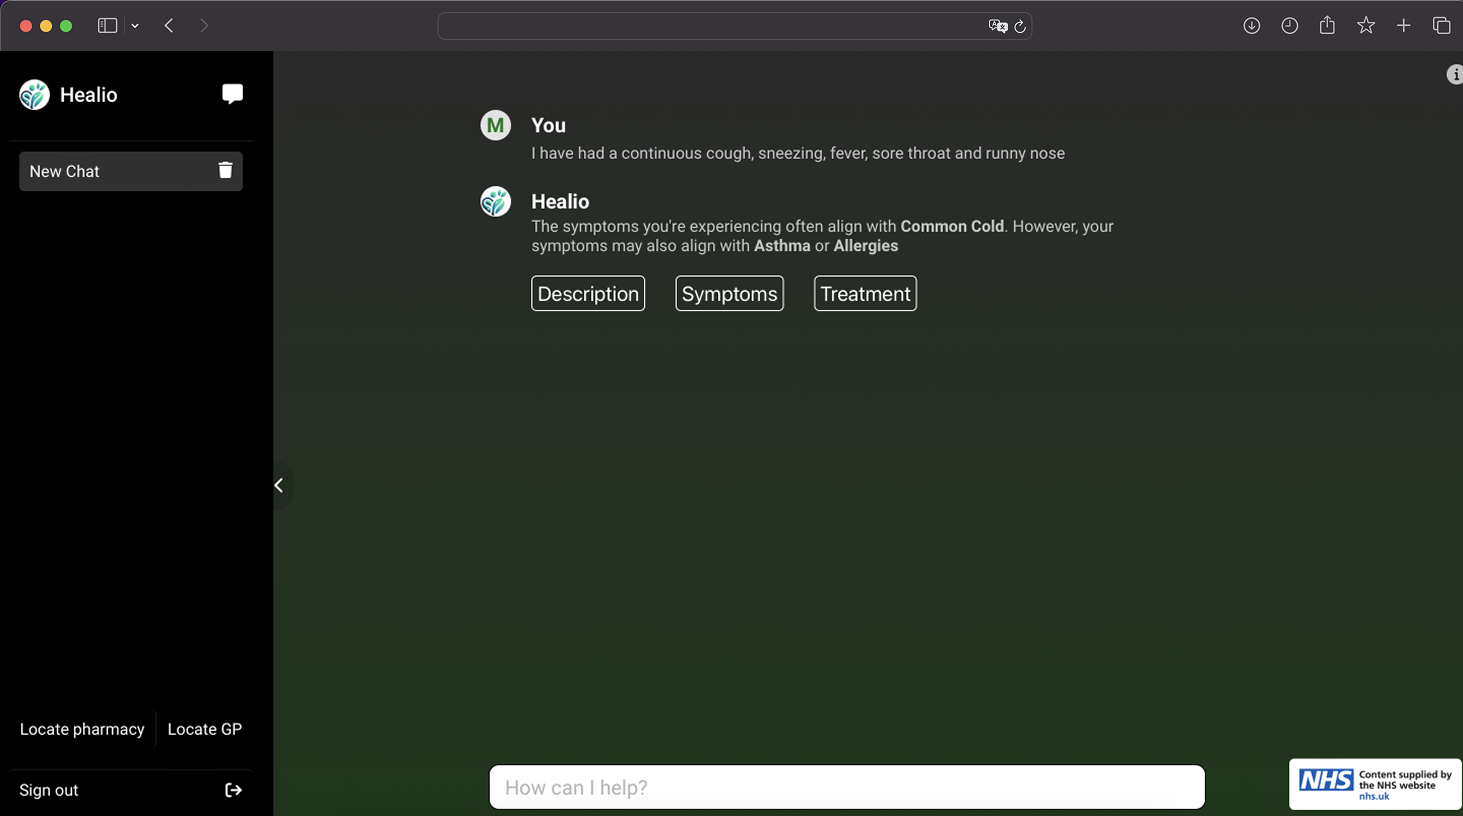 Healio
New Chat
M
You
I have had a continuous cough, sneezing, fever, sore throat and runny nose
Healio
The symptoms you're experiencing often align with Common Cold. However, your
symptoms may also align with Asthma or Allergies
Description
Symptoms
Treatment
Locate pharmacy
Locate GP
Sign out
How can I help?
NHS
Content supplied by
the NHS website
nhs.uk